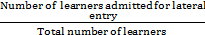 Number of learners admitted for lateral
entry
Total number of learners